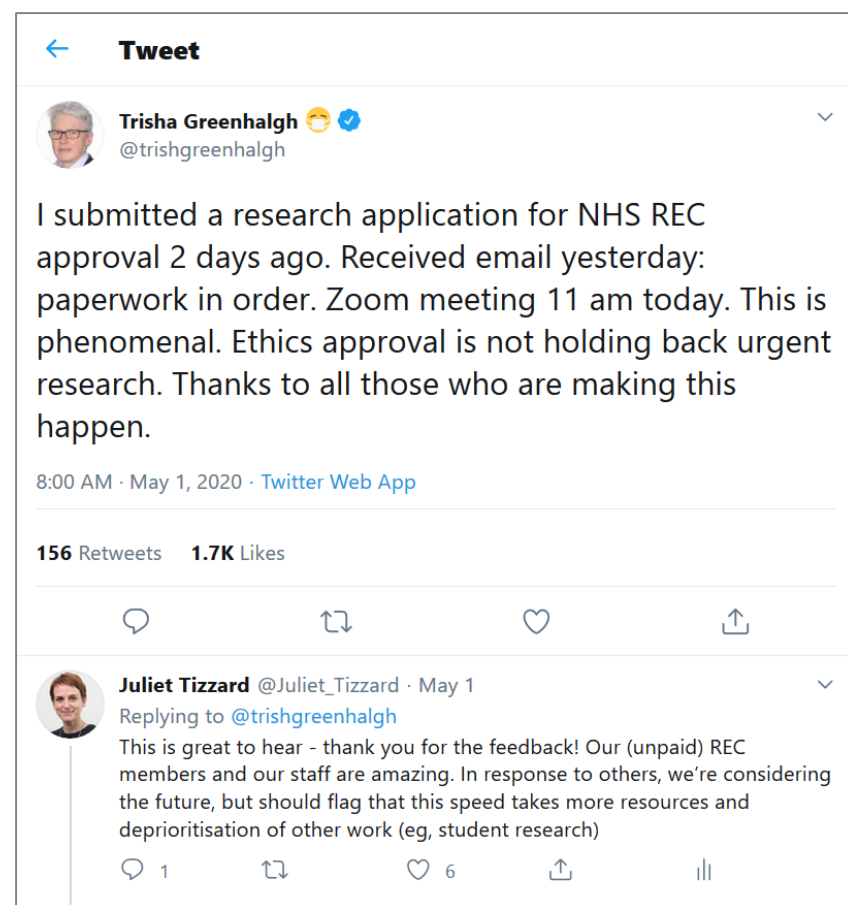 Tweet
Trisha Greenhalgh
@trishgreenhalgh
I submitted a research application for NHS REC
approval 2 days ago. Received email yesterday:
paperwork in order. Zoom meeting 11 am today. This is
phenomenal. Ethics approval is not holding back urgent
research. Thanks to all those who are making this
happen.
8:00 AM · May 1, 2020 · Twitter Web App
156 Retweets 1.7K Likes
Juliet Tizzard @Juliet_Tizzard · May 1
Replying to @trishgreenhalgh
This is great to hear - thank you for the feedback! Our (unpaid) REC
members and our staff are amazing. In response to others, we're considering
the future, but should flag that this speed takes more resources and
deprioritisation of other work (eg, student research)
1 6